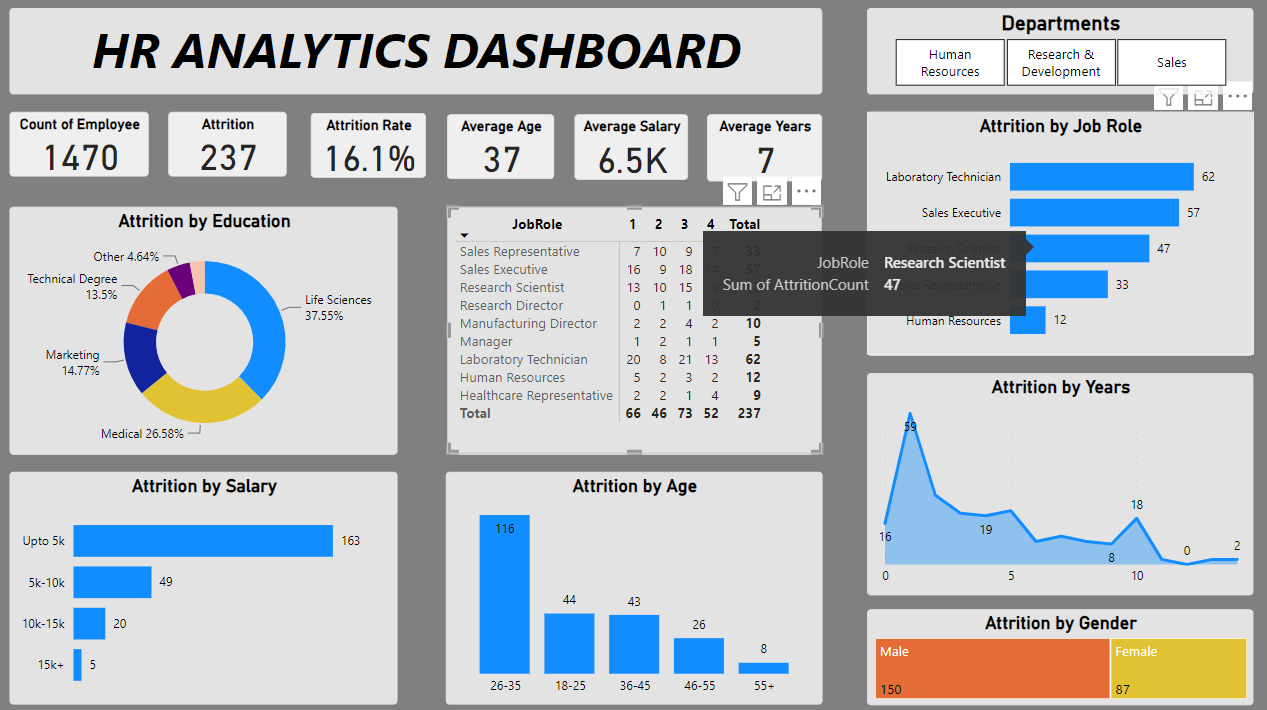 HR ANALYTICS DASHBOARD
Departments
Human Resources
Research & Development
Sales
Count of Employee
1470
Attrition
237
Attrition Rate
16.1%
Average Age
37
Average Salary
6.5K
Average Years
7
Attrition by Education
Other 4.64%
Technical Degree
13.5%
Life Sciences
37.55%
Marketing
14.77%
Medical 26.58%
JobRole 1 2 3 4 Total
Sales Representative 7 10 9 33
Sales Executive 16 9 18 14 57
Research Scientist 13 10 15
Research Director 0 1 1 2
Manufacturing Director 2 2 4 2 10
Manager 1 2 1 1 5
Laboratory Technician 20 8 21 13 62
Human Resources 5 2 3 2 12
Healthcare Representative 2 2 1 4 9
Total 66 46 73 52 237
JobRole Research Scientist
Sum of AttritionCount 47
Attrition by Job Role
Laboratory Technician 62
Sales Executive 57
Research Scientist 47
Sales Representative 33
Human Resources 12
Attrition by Salary
Upto 5k 163
5k-10k 49
10k-15k 20
15k+ 5
Attrition by Age
116
44
43
26
8
26-35 18-25 36-45 46-55 55+
Attrition by Years
59
16
19
8
18
0
2
0 5 10
Attrition by Gender
Male
150
Female
87